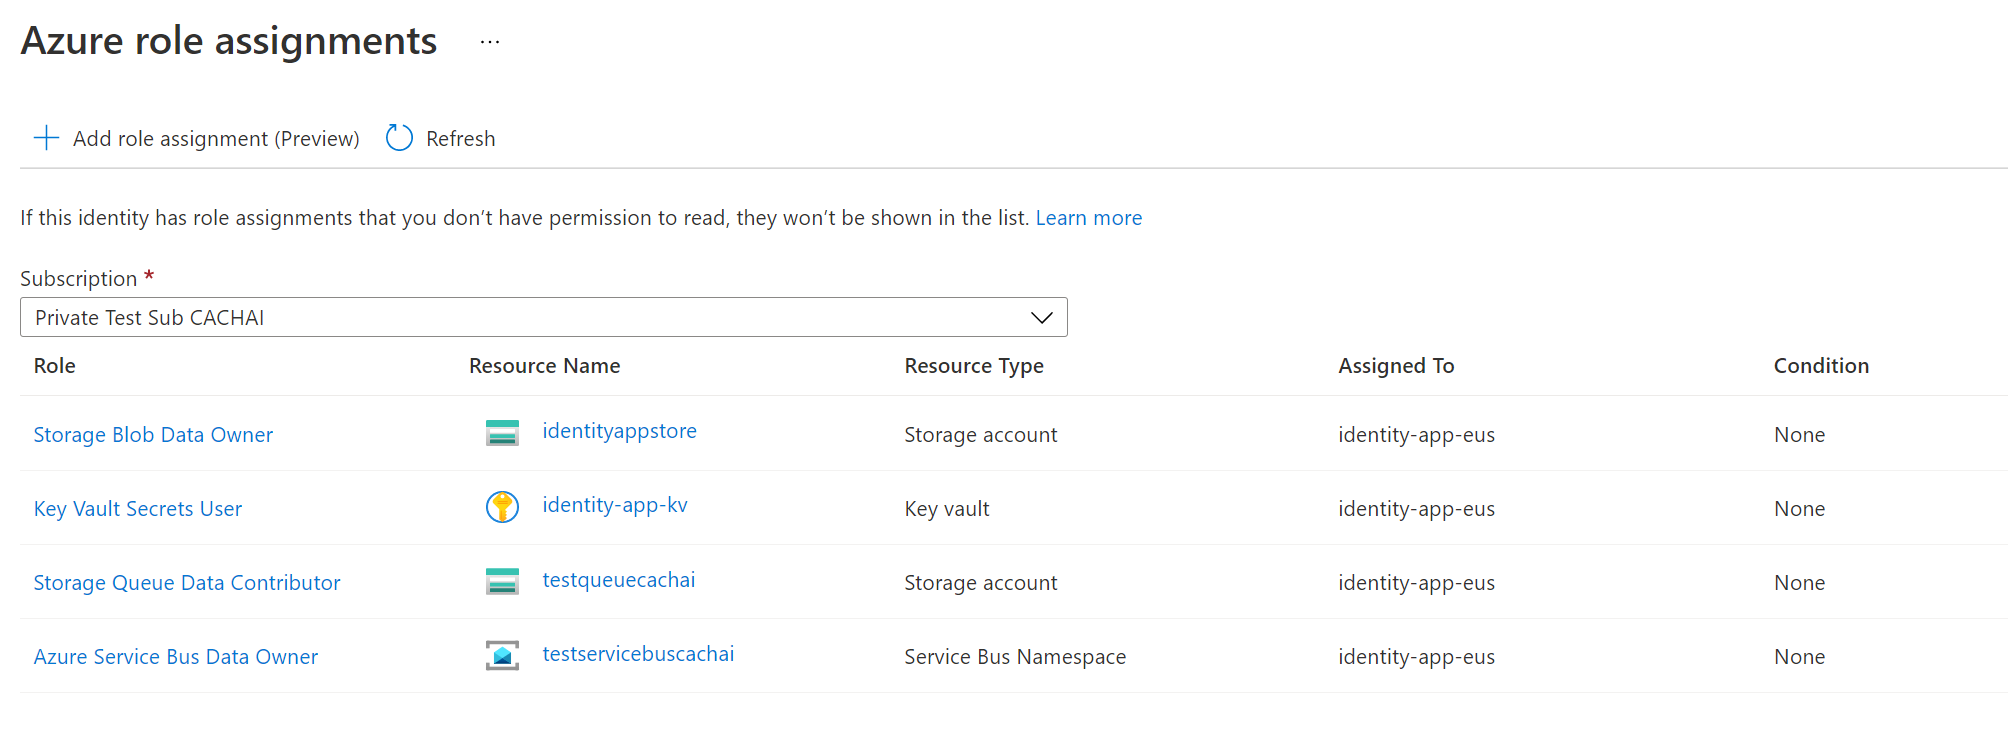 Azure role assignments ...
Add role assignment (Preview) Refresh
If this identity has role assignments that you don’t have permission to read, they won’t be shown in the list. Learn more
Subscription *
Private Test Sub CACHAI
Role Resource Name Resource Type Assigned To Condition
Storage Blob Data Owner identityappstore Storage account identity-app-eus None
Key Vault Secrets User identity-app-kv Key vault identity-app-eus None
Storage Queue Data Contributor testqueuecachai Storage account identity-app-eus None
Azure Service Bus Data Owner testservicebuscachai Service Bus Namespace identity-app-eus None